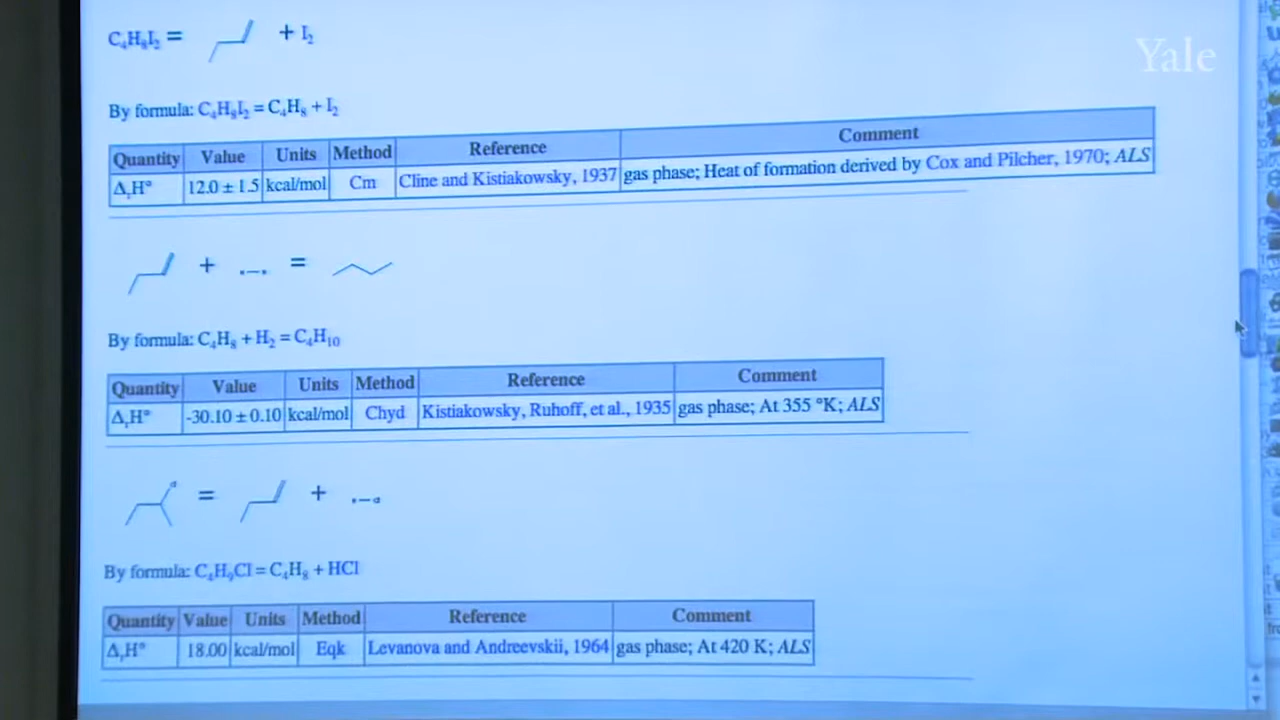 C₄H₈I₂ = + I₂
Yale
By formula: C₄H₈I₂ = C₄H₈ + I₂
Quantity Value Units Method Reference Comment
ΔᵣH° 12.0 ± 1.5 kcal/mol Cm Cline and Kistiakowsky, 1937 gas phase; Heat of formation derived by Cox and Pilcher, 1970; ALS
+ =
By formula: C₄H₈ + H₂ = C₄H₁₀
Quantity Value Units Method Reference Comment
ΔᵣH° -30.10 ± 0.10 kcal/mol Chyd Kistiakowsky, Ruhoff, et al., 1935 gas phase; At 355 °K; ALS
= +
By formula: C₄H₉Cl = C₄H₈ + HCl
Quantity Value Units Method Reference Comment
ΔᵣH° 18.00 kcal/mol Eqk Levanova and Andreevskii, 1964 gas phase; At 420 K; ALS